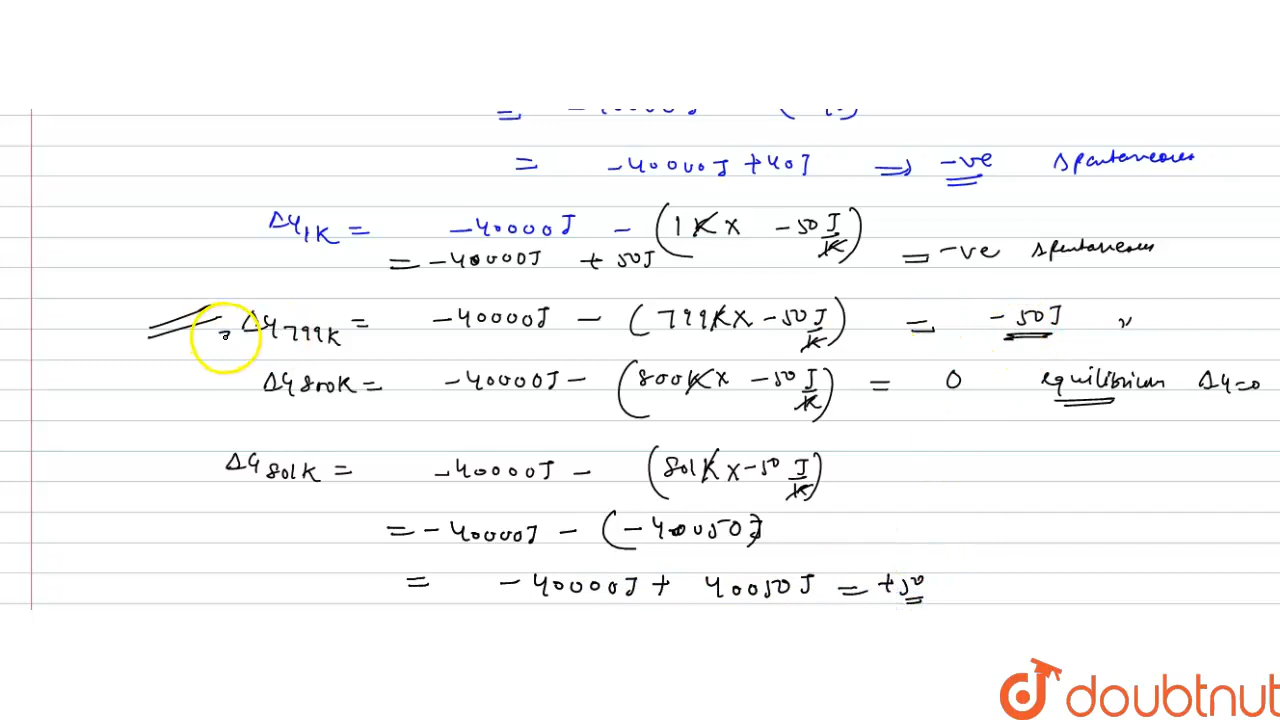 = -40000J +40J ⇒ -ve spontaneous
ΔG1K = -40000J - (1K x -50 J/K)
= -40000J + 50J = -ve spontaneous
ΔG799K = -40000J - (799K x -50 J/K) = -50J "
ΔG800K = -40000J - (800K x -50 J/K) = 0 equilibrium ΔG=0
ΔG801K = -40000J - (801K x -50 J/K)
= -40000J - (-40050J)
= -40000J + 40050J = +50
doubtnut